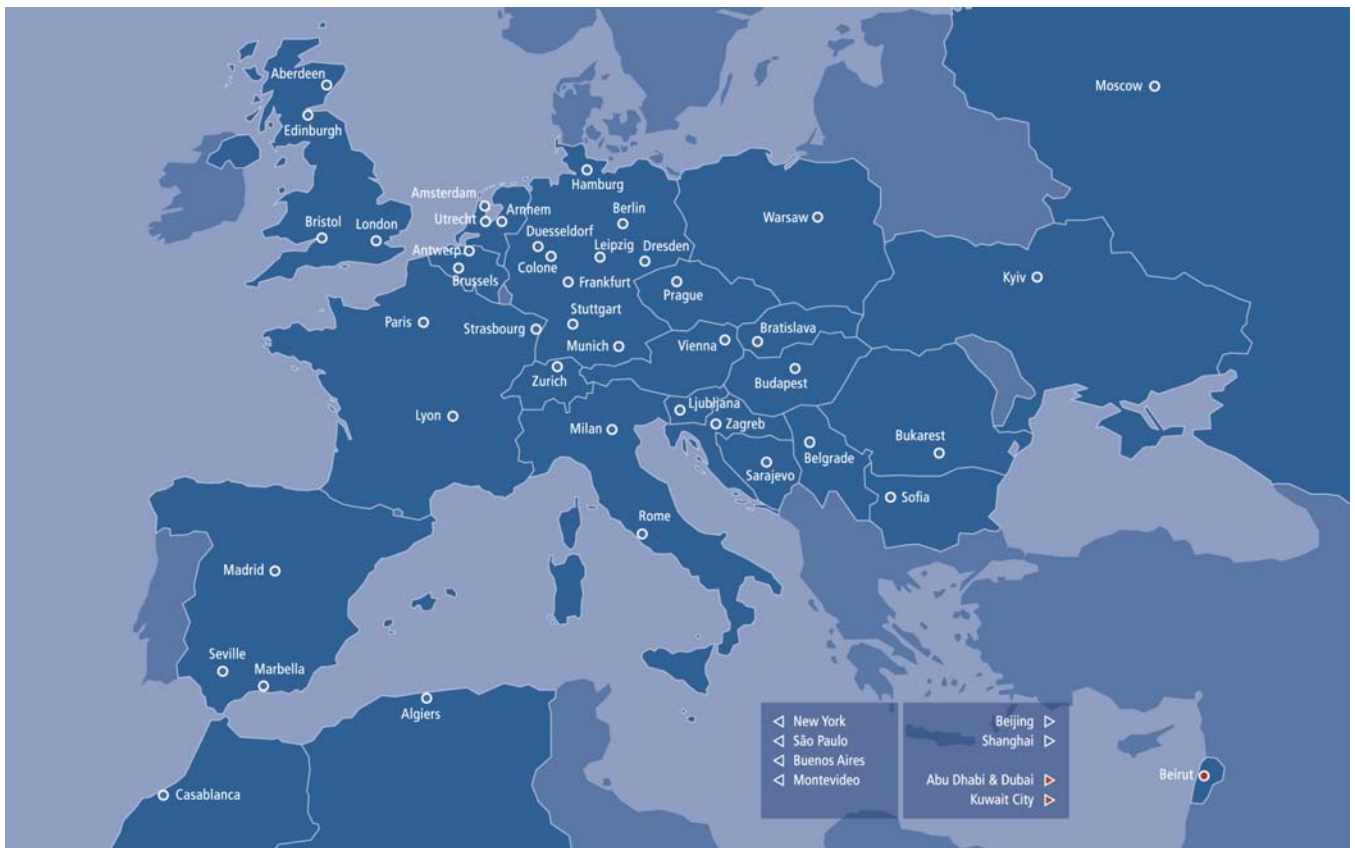 Aberdeen
Moscow
Edinburgh
Hamburg
Amsterdam
Utrecht
Arnhem
Berlin
Warsaw
Bristol
London
Duesseldorf
Antwerp
Leipzig
Dresden
Colone
Brussels
Frankfurt
Prague
Kyiv
Paris
Strasbourg
Stuttgart
Bratislava
Munich
Vienna
Zurich
Budapest
Ljubljana
Lyon
Milan
Zagreb
Bukarest
Belgrade
Sarajevo
Sofia
Rome
Madrid
Seville
Marbella
Algiers
Casablanca
New York
São Paulo
Buenos Aires
Montevideo
Beijing
Shanghai
Abu Dhabi & Dubai
Kuwait City
Beirut